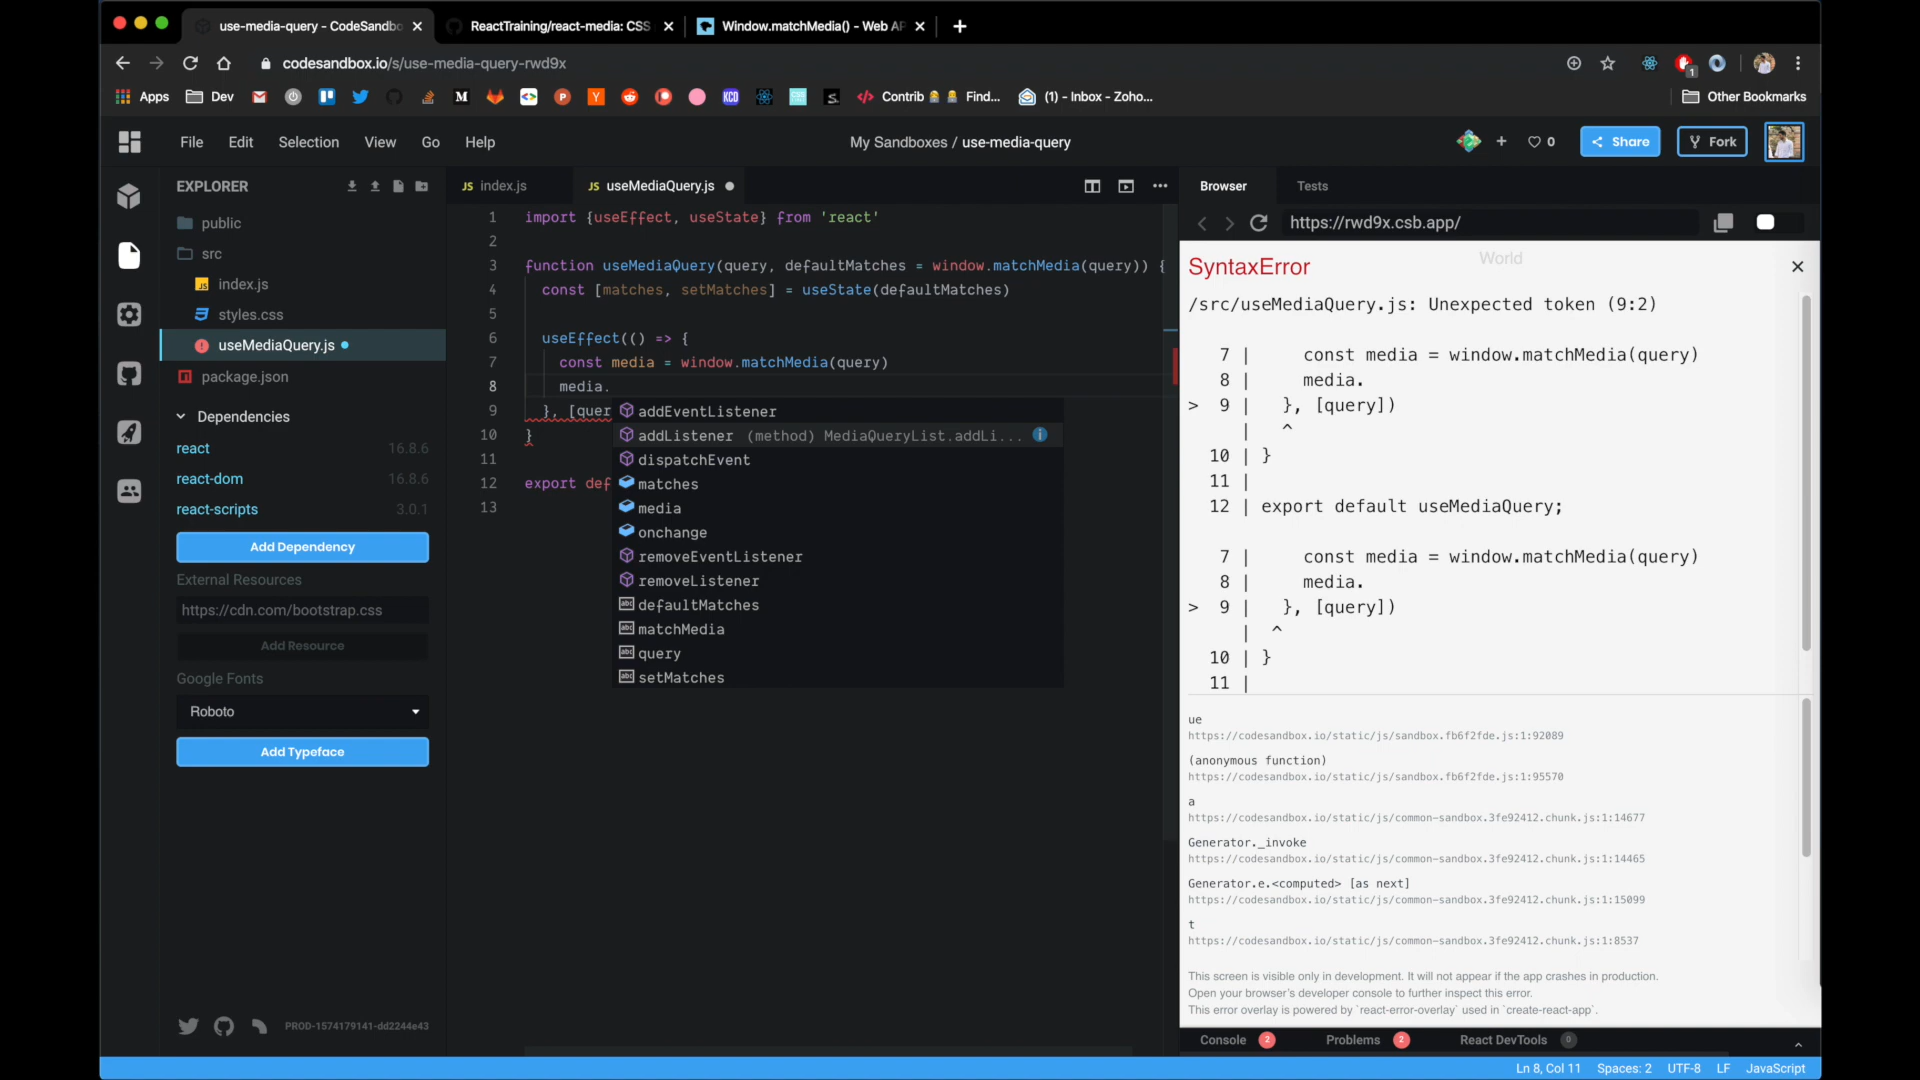 use-media-query - CodeSandbo
ReactTraining/react-media: CSS
Window.matchMedia() - Web AP
codesandbox.io/s/use-media-query-rwd9x
1
Apps
Dev
M
P
Y
KCD
S.
Contrib
Find...
(1) - Inbox - Zoho...
Other Bookmarks
File
Edit
Selection
View
Go
Help
My Sandboxes / use-media-query
0
Share
Fork
EXPLORER
public
src
JS index.js
styles.css
useMediaQuery.js
package.json
Dependencies
react 16.8.6
react-dom 16.8.6
react-scripts 3.0.1
Add Dependency
External Resources
https://cdn.com/bootstrap.css
Add Resource
Google Fonts
Roboto
Add Typeface
PROD-1574179141-dd2244e43
JS index.js
JS useMediaQuery.js
1 import {useEffect, useState} from 'react'
2
3 function useMediaQuery(query, defaultMatches = window.matchMedia(query)) {
4 const [matches, setMatches] = useState(defaultMatches)
5
6 useEffect(() => {
7 const media = window.matchMedia(query)
8 media.
9 }, [quer
10 }
11
12 export def
13
addEventListener
addListener (method) MediaQueryList.addLi...
dispatchEvent
matches
media
onchange
removeEventListener
removeListener
abc defaultMatches
abc matchMedia
abc query
abc setMatches
Browser
Tests
https://rwd9x.csb.app/
World
SyntaxError
/src/useMediaQuery.js: Unexpected token (9:2)
7 | const media = window.matchMedia(query)
8 | media.
> 9 | }, [query])
| ^
10 | }
11 |
12 | export default useMediaQuery;
7 | const media = window.matchMedia(query)
8 | media.
> 9 | }, [query])
| ^
10 | }
11 |
ue
https://codesandbox.io/static/js/sandbox.fb6f2fde.js:1:92089
(anonymous function)
https://codesandbox.io/static/js/sandbox.fb6f2fde.js:1:95570
a
https://codesandbox.io/static/js/common-sandbox.3fe92412.chunk.js:1:14677
Generator._invoke
https://codesandbox.io/static/js/common-sandbox.3fe92412.chunk.js:1:14465
Generator.e.<computed> [as next]
https://codesandbox.io/static/js/common-sandbox.3fe92412.chunk.js:1:15099
t
https://codesandbox.io/static/js/common-sandbox.3fe92412.chunk.js:1:8537
This screen is visible only in development. It will not appear if the app crashes in production.
Open your browser's developer console to further inspect this error.
This error overlay is powered by `react-error-overlay` used in `create-react-app`.
Console 2
Problems 2
React DevTools 0
Ln 8, Col 11
Spaces: 2
UTF-8
LF
JavaScript